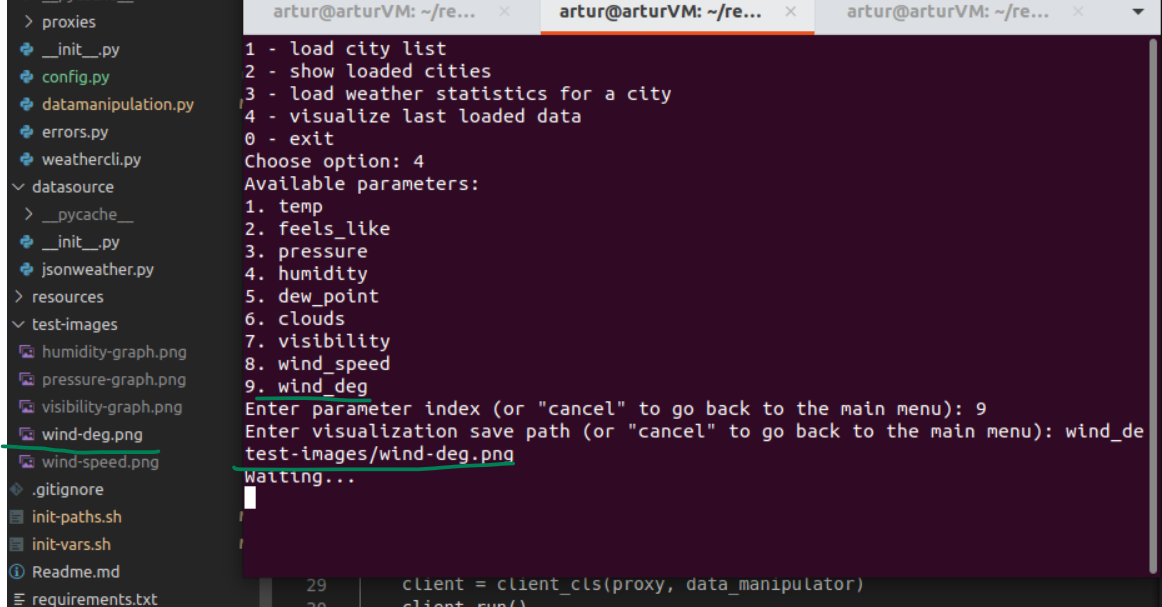 proxies
__init__.py
config.py
datamanipulation.py
errors.py
weathercli.py
datasource
__pycache__
__init__.py
jsonweather.py
resources
test-images
humidity-graph.png
pressure-graph.png
visibility-graph.png
wind-deg.png
wind-speed.png
.gitignore
init-paths.sh
init-vars.sh
Readme.md
requirements.txt
artur@arturVM: ~/re... × artur@arturVM: ~/re... × artur@arturVM: ~/re... ×
1 - load city list
2 - show loaded cities
3 - load weather statistics for a city
4 - visualize last loaded data
0 - exit
Choose option: 4
Available parameters:
1. temp
2. feels_like
3. pressure
4. humidity
5. dew_point
6. clouds
7. visibility
8. wind_speed
9. wind_deg
Enter parameter index (or "cancel" to go back to the main menu): 9
Enter visualization save path (or "cancel" to go back to the main menu): wind_de
test-images/wind-deg.png
Waiting...
29 client = client_cls(proxy, data_manipulator)
client.run()